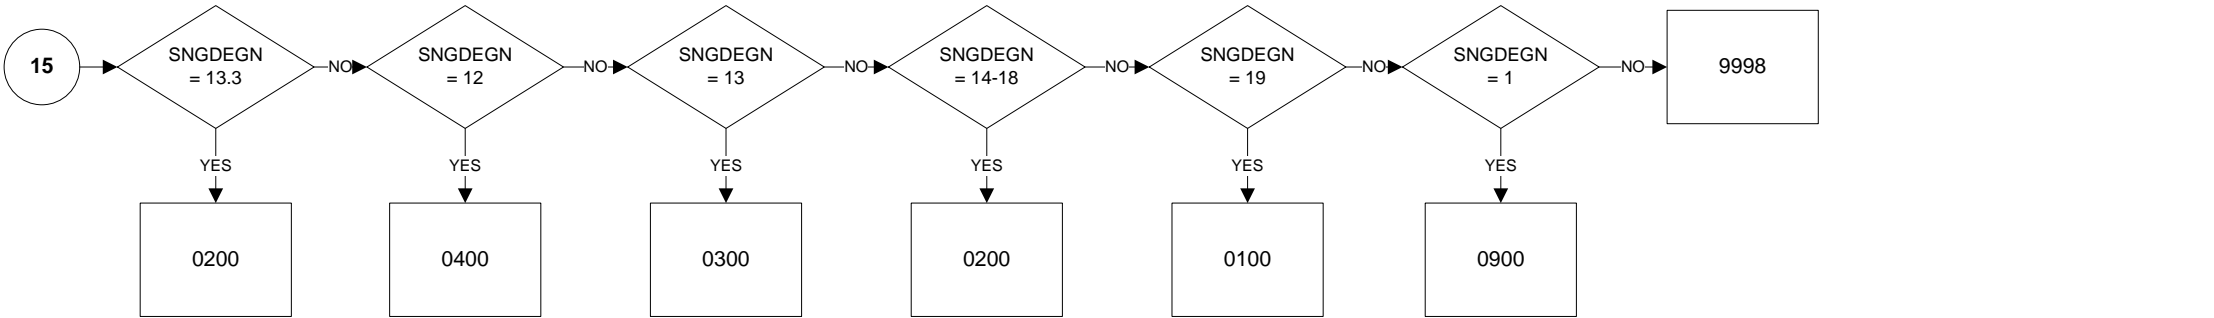 15
SNGDEGN
= 13.3
NO
SNGDEGN
= 12
NO
SNGDEGN
= 13
NO
SNGDEGN
= 14-18
NO
SNGDEGN
= 19
NO
SNGDEGN
= 1
NO
9998
YES
YES
YES
YES
YES
YES
0200
0400
0300
0200
0100
0900